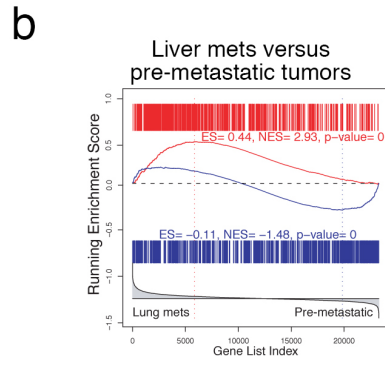 b
Liver mets versus
pre-metastatic tumors
Running Enrichment Score
1.0
0.5
0.0
−0.5
−1.0
−1.5
ES= 0.44, NES= 2.93, p−value= 0
ES= −0.11, NES= −1.48, p−value= 0
Lung mets
Pre-metastatic
0
5000
10000
15000
20000
Gene List Index